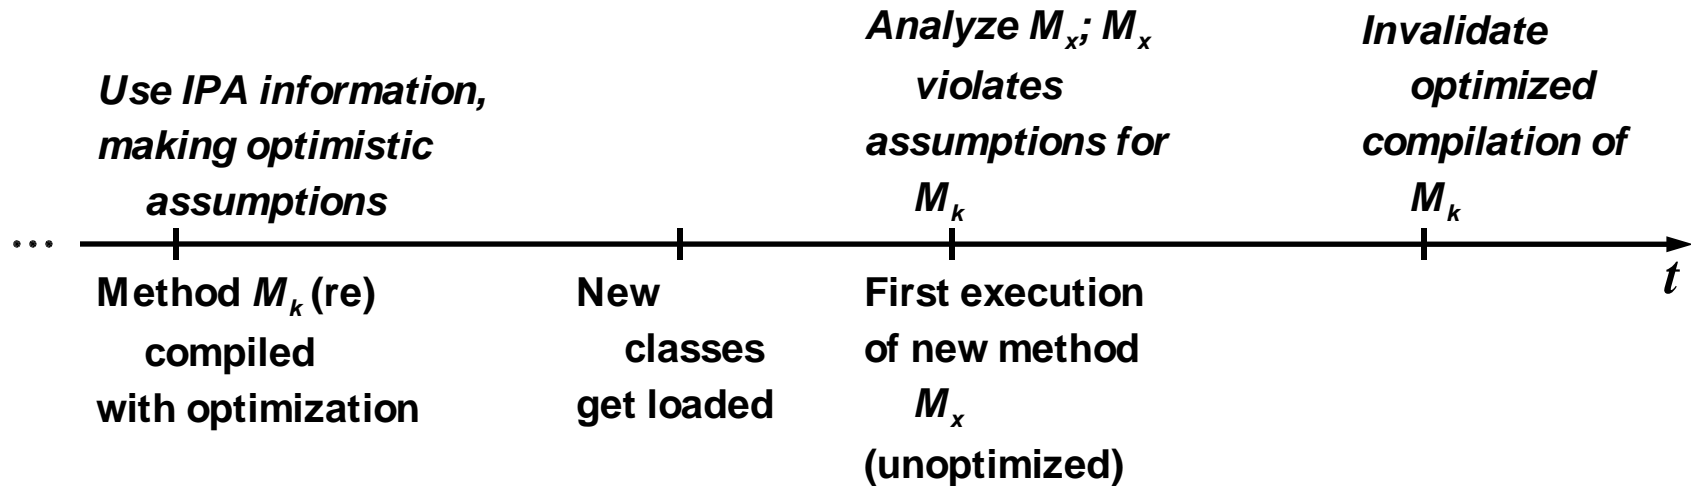 Use IPA information,
making optimistic
assumptions
Analyze Mx; Mx
violates
assumptions for
Mk
Invalidate
optimized
compilation of
Mk
...
t
Method Mk (re)
compiled
with optimization
New
classes
get loaded
First execution
of new method
Mx
(unoptimized)